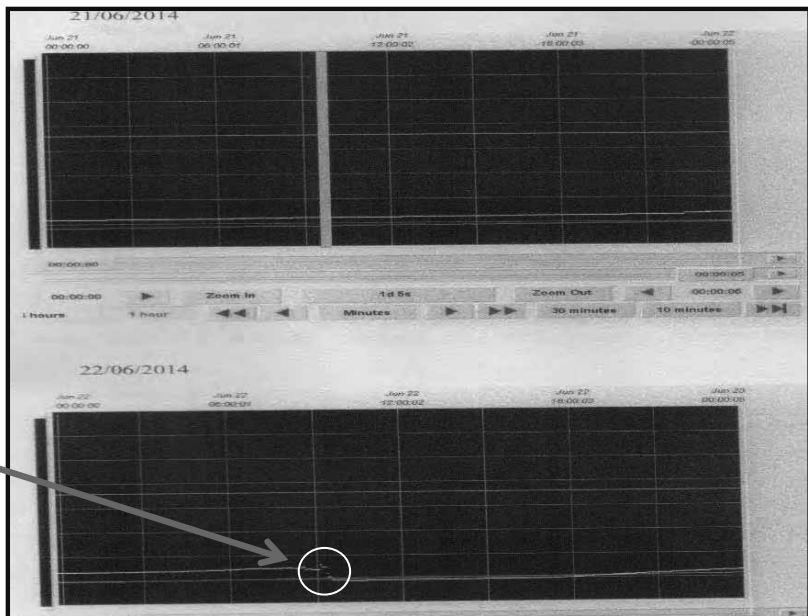 21/06/2014
Jun 21 Jun 21 Jun 21 Jun 21 Jun 22
00:00:00 06:00:01 12:00:02 18:00:03 00:00:05
00:00:00
00:00:05
00:00:00 Zoom In 1d 5s Zoom Out 00:00:05
hours 1 hour Minutes 30 minutes 10 minutes
22/06/2014
Jun 22 Jun 22 Jun 22 Jun 22 Jun 23
00:00:00 06:00:01 12:00:02 18:00:03 00:00:05